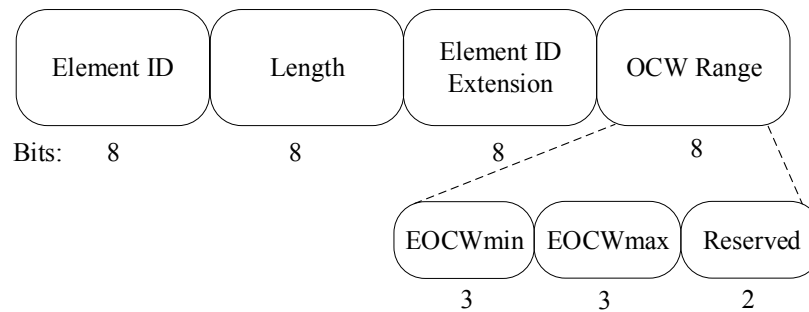 Element ID
Length
Element ID
Extension
OCW Range
Bits:
8
8
8
8
EOCWmin
EOCWmax
Reserved
3
3
2